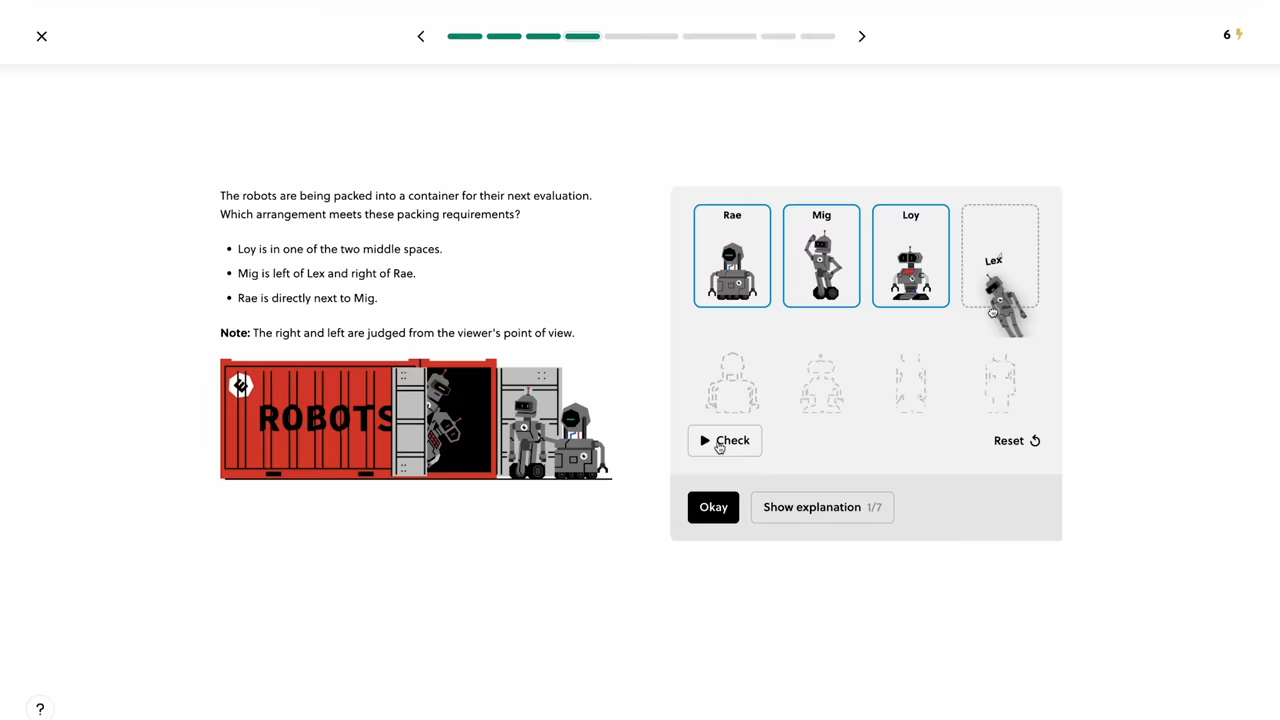 6
The robots are being packed into a container for their next evaluation.
Which arrangement meets these packing requirements?
• Loy is in one of the two middle spaces.
• Mig is left of Lex and right of Rae.
• Rae is directly next to Mig.
Note: The right and left are judged from the viewer's point of view.
ROBOTS
Rae
Mig
Loy
Lex
Check
Reset
Okay
Show explanation 1/7
?